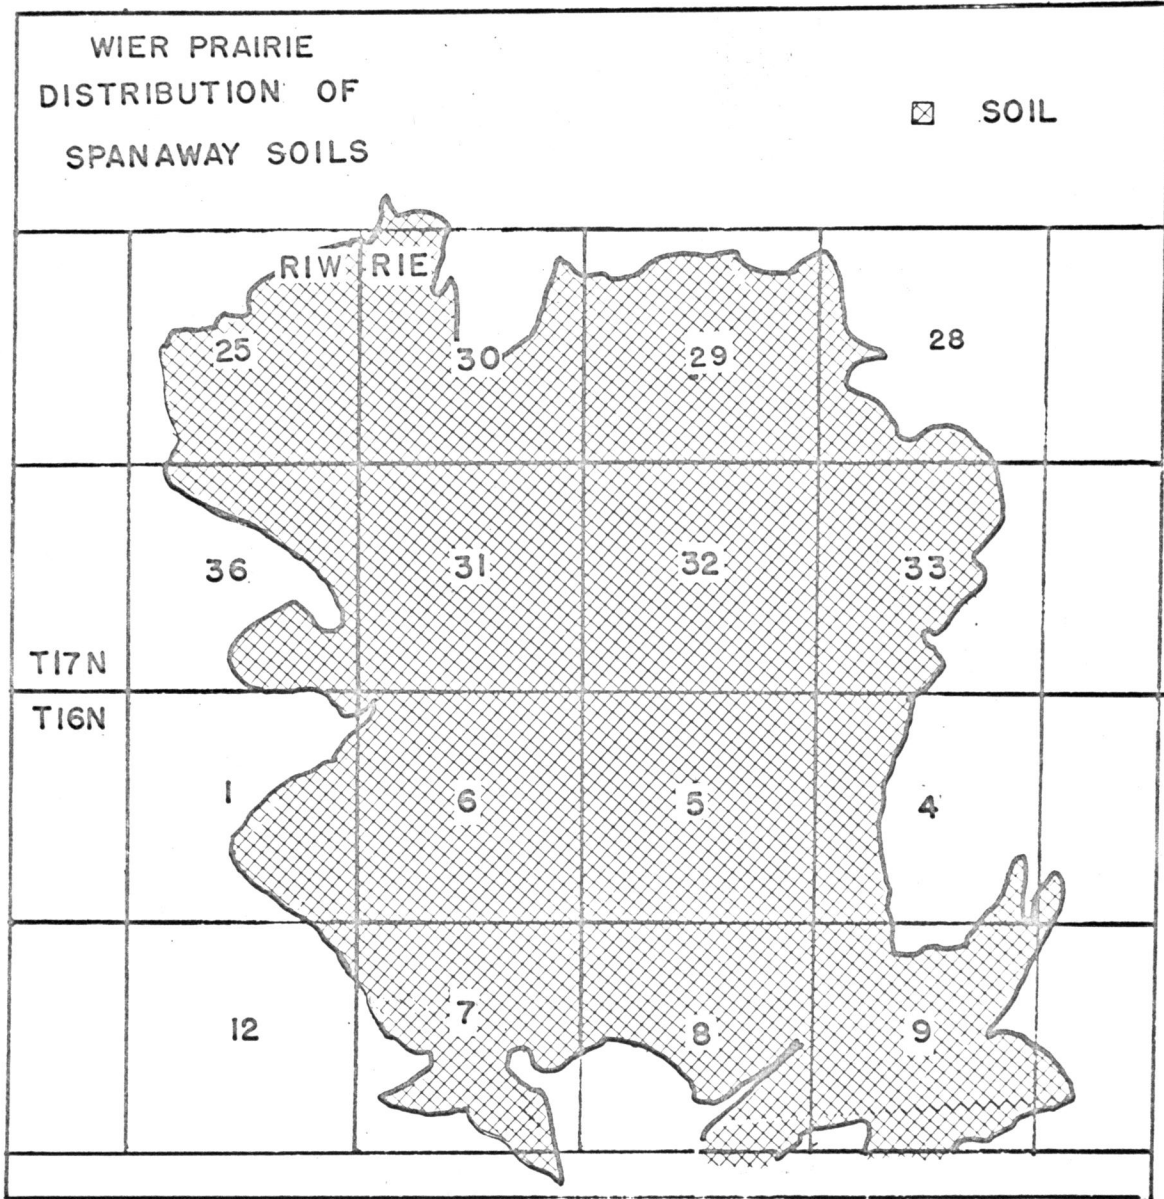 WIER PRAIRIE
DISTRIBUTION OF
SPANAWAY SOILS
SOIL
R1W R1E
25 30 29 28
36 31 32 33
T17N
T16N
1 6 5 4
12 7 8 9